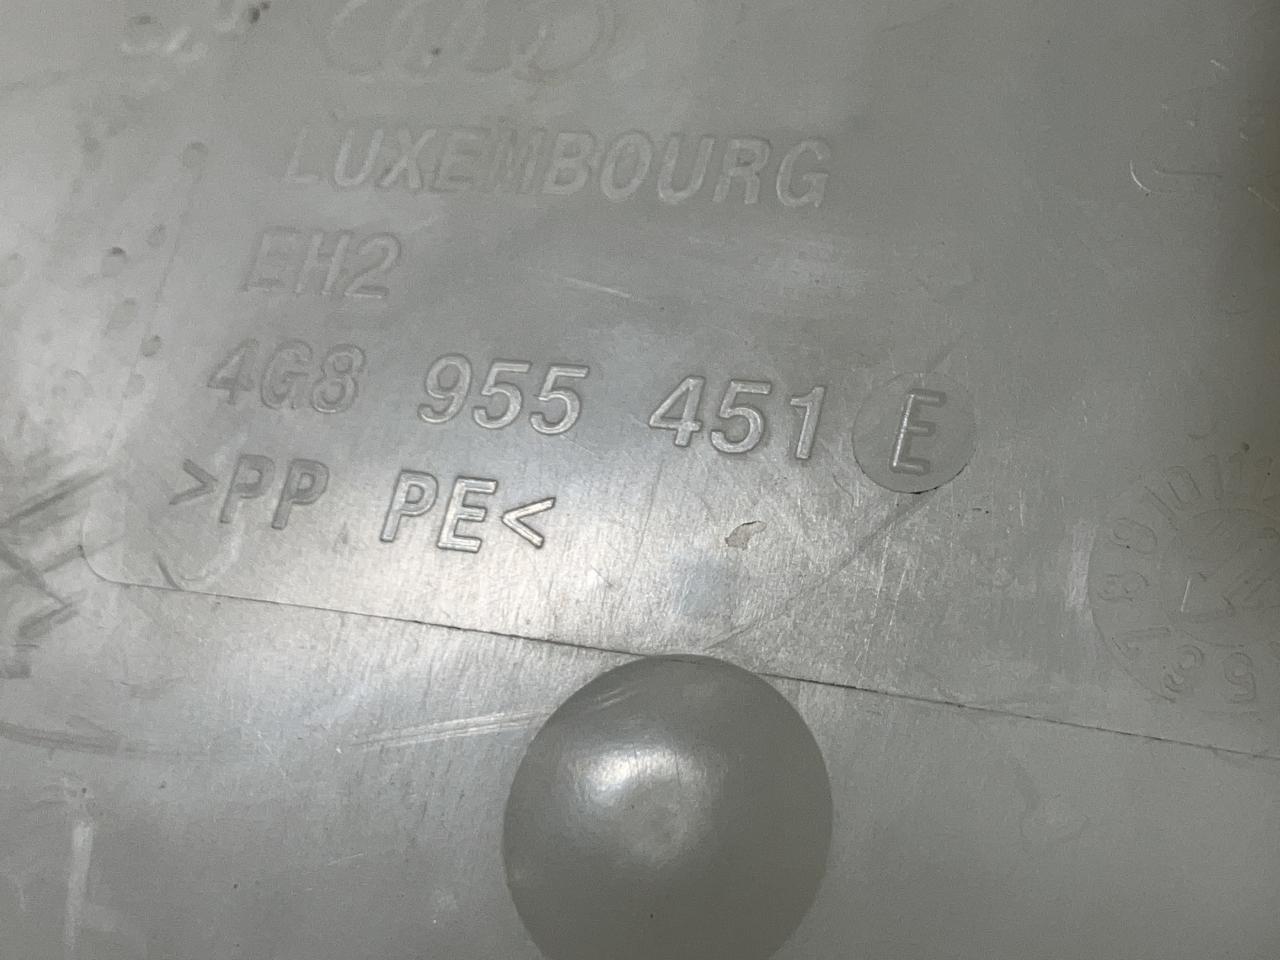 LUXEMBOURG
EH2
4G8 955 451 E
>PP PE<